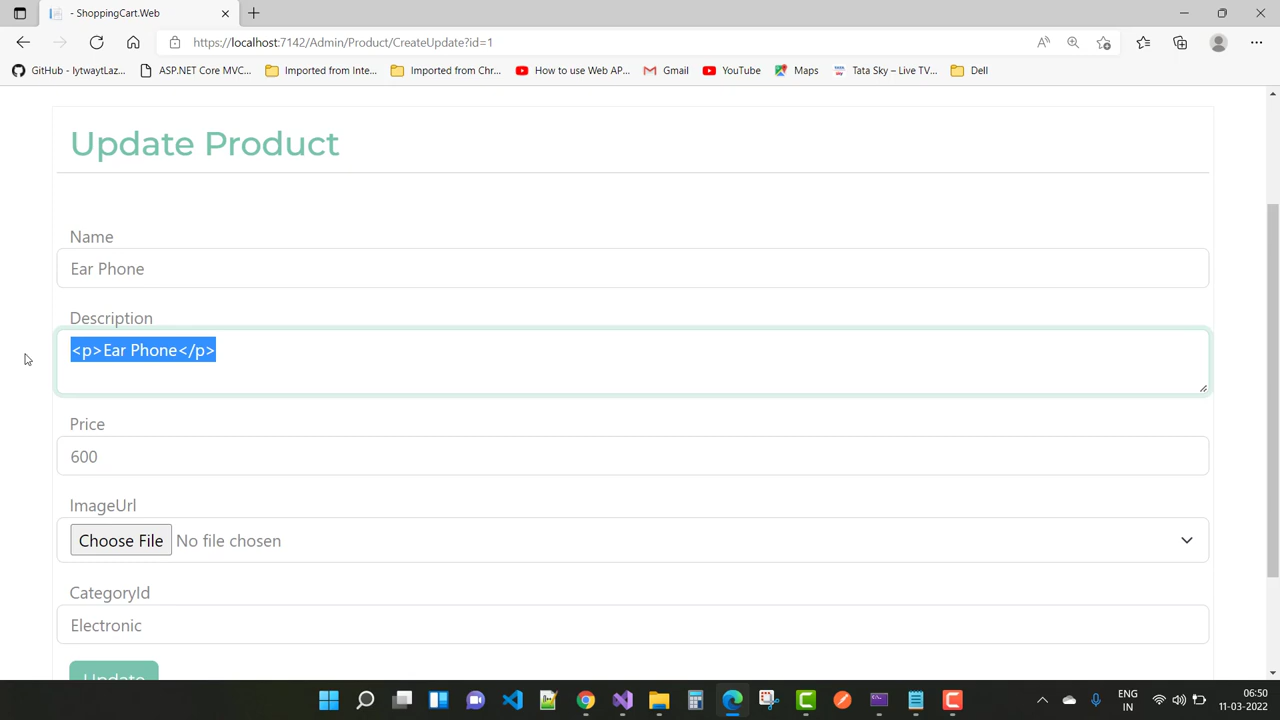 - ShoppingCart.Web
https://localhost:7142/Admin/Product/CreateUpdate?id=1
GitHub - lytwaytLaz...
ASP.NET Core MVC...
Imported from Inte...
Imported from Chr...
How to use Web AP...
Gmail
YouTube
Maps
Tata Sky – Live TV...
Dell
Update Product
Name
Ear Phone
Description
<p>Ear Phone</p>
Price
600
ImageUrl
Choose File No file chosen
CategoryId
Electronic
Update
ENG
IN
06:50
11-03-2022